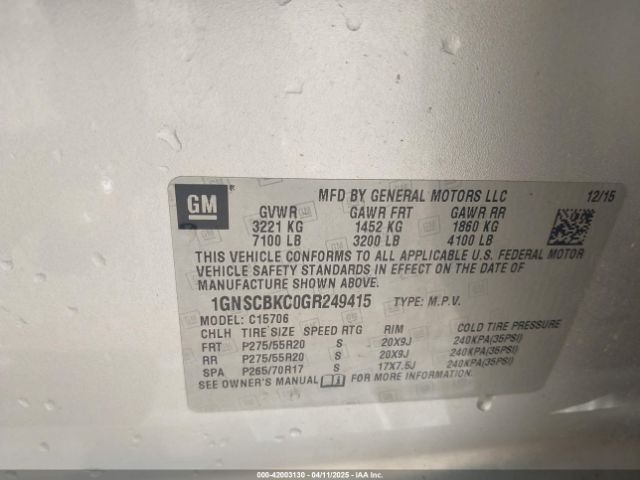 GM
MFD BY GENERAL MOTORS LLC 12/15
GVWR GAWR FRT GAWR RR
3221 KG 1452 KG 1860 KG
7100 LB 3200 LB 4100 LB
THIS VEHICLE CONFORMS TO ALL APPLICABLE U.S. FEDERAL MOTOR
VEHICLE SAFETY STANDARDS IN EFFECT ON THE DATE OF
MANUFACTURE SHOWN ABOVE.
1GNSCBKC0GR249415 TYPE: M.P.V.
MODEL: C15706
CHLH TIRE SIZE SPEED RTG RIM COLD TIRE PRESSURE
FRT P275/55R20 S 20X9J 240KPA(35PSI)
RR P275/55R20 S 20X9J 240KPA(35PSI)
SPA P265/70R17 S 17X7.5J 240KPA(35PSI)
SEE OWNER'S MANUAL FOR MORE INFORMATION.
000-42003130 - 04/11/2025 - IAA Inc.